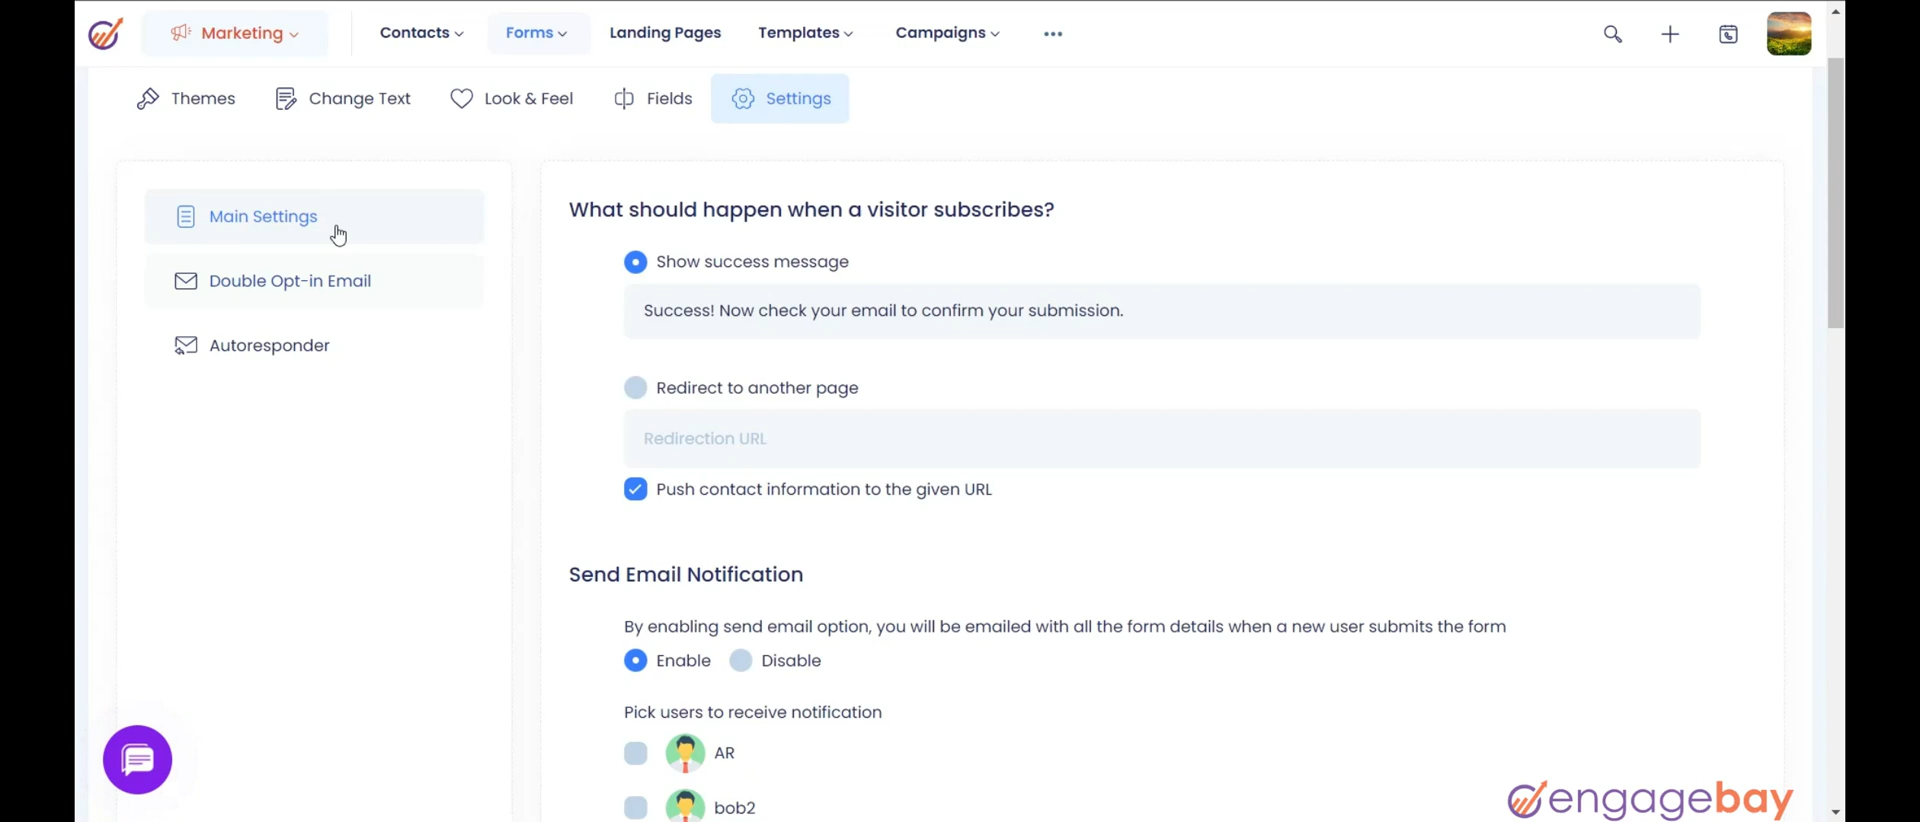 Marketing
Contacts
Forms
Landing Pages
Templates
Campaigns
Themes
Change Text
Look & Feel
Fields
Settings
Main Settings
Double Opt-in Email
Autoresponder
What should happen when a visitor subscribes?
Show success message
Success! Now check your email to confirm your submission.
Redirect to another page
Redirection URL
Push contact information to the given URL
Send Email Notification
By enabling send email option, you will be emailed with all the form details when a new user submits the form
Enable Disable
Pick users to receive notification
AR
bob2
engagebay